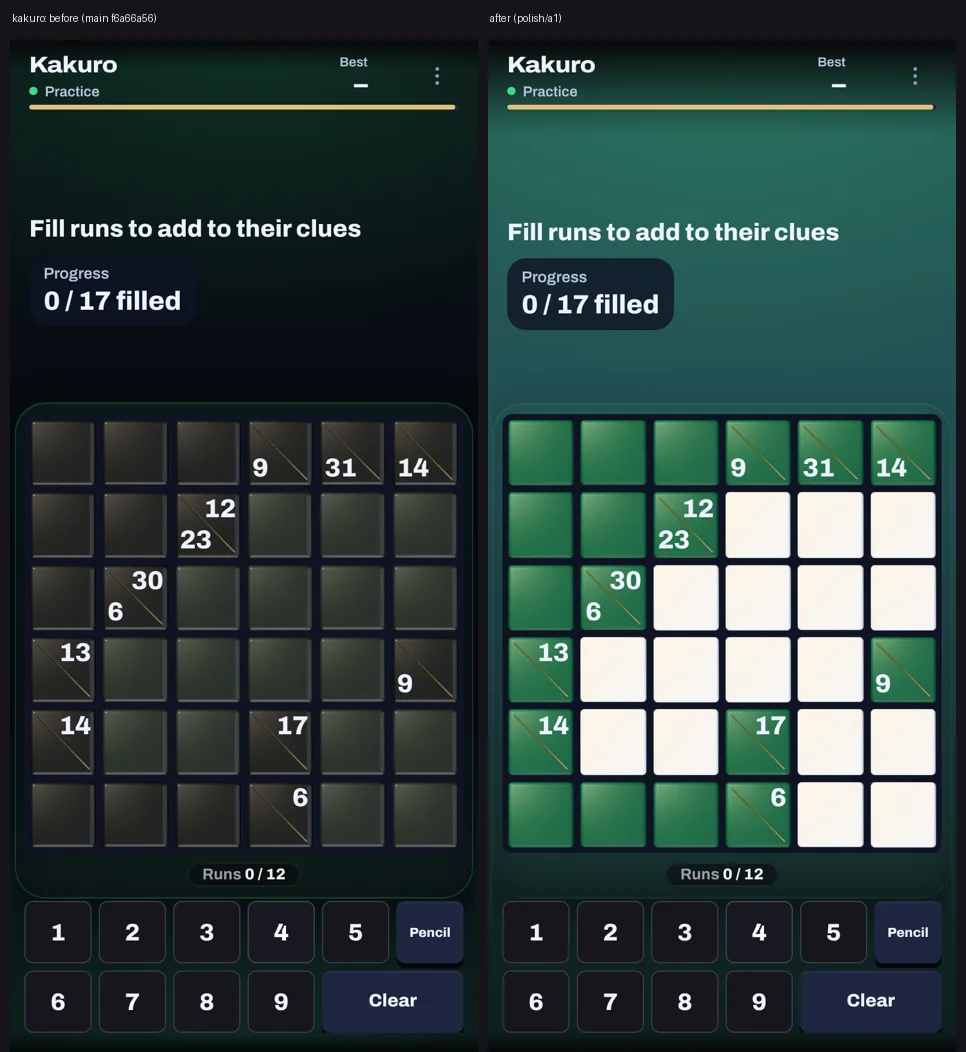 kakuro: before (main f6a66a56)
Kakuro
Best
–
Practice
Fill runs to add to their clues
Progress
0 / 17 filled
9 31 14
12
23
30
6
13
9
14 17
6
Runs 0 / 12
1 2 3 4 5 Pencil
6 7 8 9 Clear
after (polish/a1)
Kakuro
Best
–
Practice
Fill runs to add to their clues
Progress
0 / 17 filled
9 31 14
12
23
30
6
13
9
14 17
6
Runs 0 / 12
1 2 3 4 5 Pencil
6 7 8 9 Clear